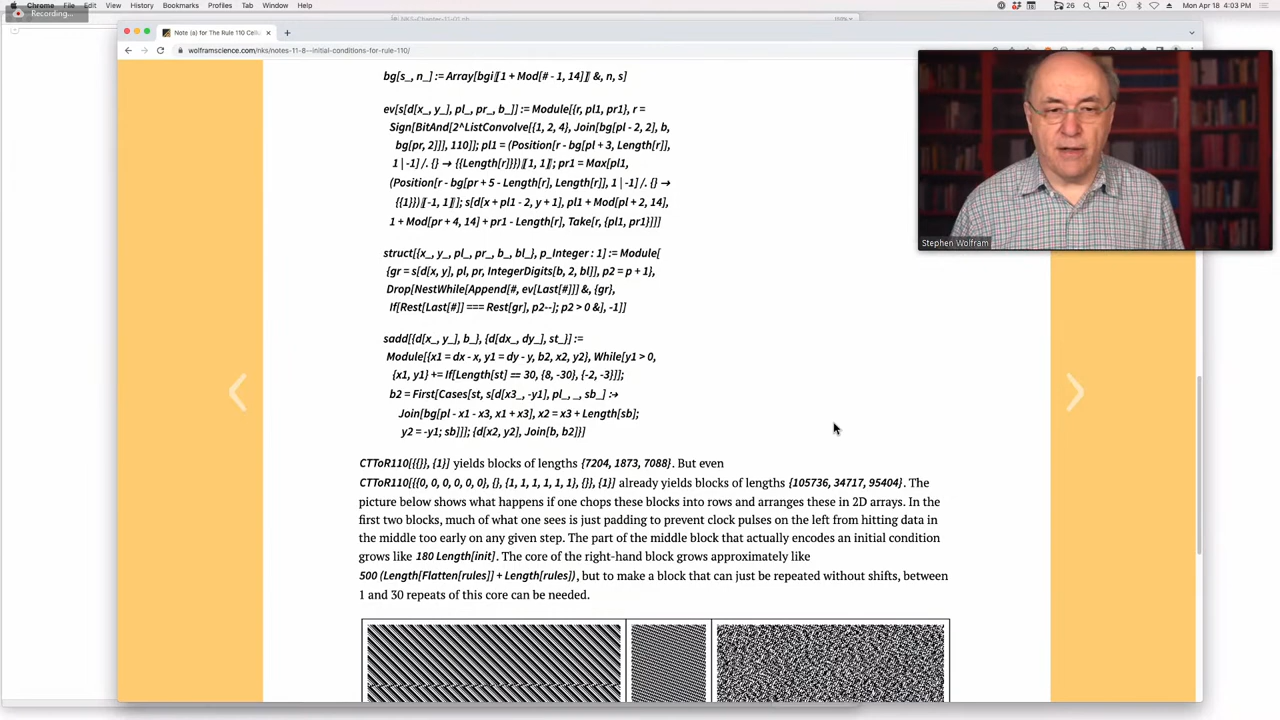 Chrome File Edit View History Bookmarks Profiles Tab Window Help
26 Mon Apr 18 4:03 PM
Recording...
Note (a) for The Rule 110 Cellu
wolframscience.com/nks/notes-11-8--initial-conditions-for-rule-110/
bg[s_, n_] := Array[bgi⟦1 + Mod[# - 1, 14]⟧ &, n, s]
ev[s[d[x_, y_], pl_, pr_, b_]] := Module[{r, pl1, pr1}, r =
Sign[BitAnd[2^ListConvolve[{1, 2, 4}, Join[bg[pl - 2, 2], b,
bg[pr, 2]]], 110]]; pl1 = (Position[r - bg[pl + 3, Length[r]],
1 | -1] /. {} → {{Length[r]}})⟦1, 1⟧; pr1 = Max[pl1,
(Position[r - bg[pr + 5 - Length[r], Length[r]], 1 | -1] /. {} →
{{1}})⟦-1, 1⟧]; s[d[x + pl1 - 2, y + 1], pl1 + Mod[pl + 2, 14],
1 + Mod[pr + 4, 14] + pr1 - Length[r], Take[r, {pl1, pr1}]]]
struct[{x_, y_, pl_, pr_, b_, bl_}, p_Integer : 1] := Module[
{gr = s[d[x, y], pl, pr, IntegerDigits[b, 2, bl]], p2 = p + 1},
Drop[NestWhile[Append[#, ev[Last[#]]] &, {gr},
If[Rest[Last[#]] === Rest[gr], p2--]; p2 > 0 &], -1]]
sadd[{d[x_, y_], b_}, {d[dx_, dy_], st_}] :=
Module[{x1 = dx - x, y1 = dy - y, b2, x2, y2}, While[y1 > 0,
{x1, y1} += If[Length[st] == 30, {8, -30}, {-2, -3}]];
b2 = First[Cases[st, s[d[x3_, -y1], pl_, _, sb_] :→
Join[bg[pl - x1 - x3, x1 + x3], x2 = x3 + Length[sb];
y2 = -y1; sb]]]; {d[x2, y2], Join[b, b2]}]
CTToR110[{{}}, {1}] yields blocks of lengths {7204, 1873, 7088}. But even
CTToR110[{{0, 0, 0, 0, 0, 0}, {}, {1, 1, 1, 1, 1, 1}, {}}, {1}] already yields blocks of lengths {105736, 34717, 95404}. The
picture below shows what happens if one chops these blocks into rows and arranges these in 2D arrays. In the
first two blocks, much of what one sees is just padding to prevent clock pulses on the left from hitting data in
the middle too early on any given step. The part of the middle block that actually encodes an initial condition
grows like 180 Length[init]. The core of the right-hand block grows approximately like
500 (Length[Flatten[rules]] + Length[rules]), but to make a block that can just be repeated without shifts, between
1 and 30 repeats of this core can be needed.
Stephen Wolfram